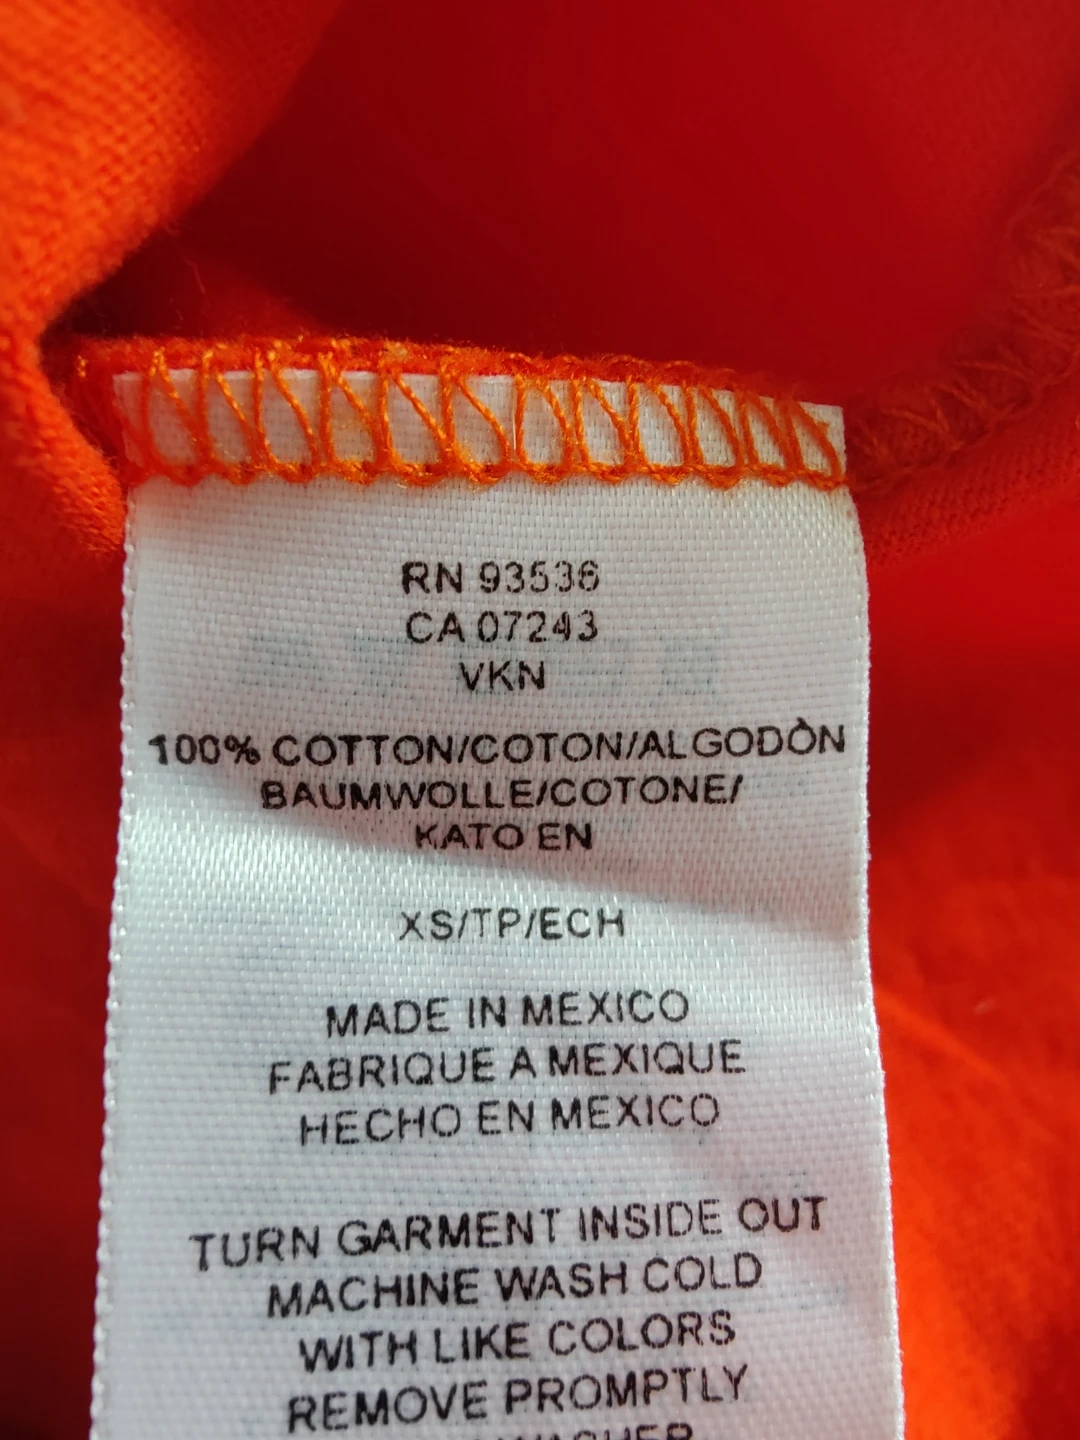 RN 93536
CA 07243
VKN
100% COTTON/COTON/ALGODÒN
BAUMWOLLE/COTONE/
KATO EN
XS/TP/ECH
MADE IN MEXICO
FABRIQUE A MEXIQUE
HECHO EN MEXICO
TURN GARMENT INSIDE OUT
MACHINE WASH COLD
WITH LIKE COLORS
REMOVE PROMPTLY
WASHER